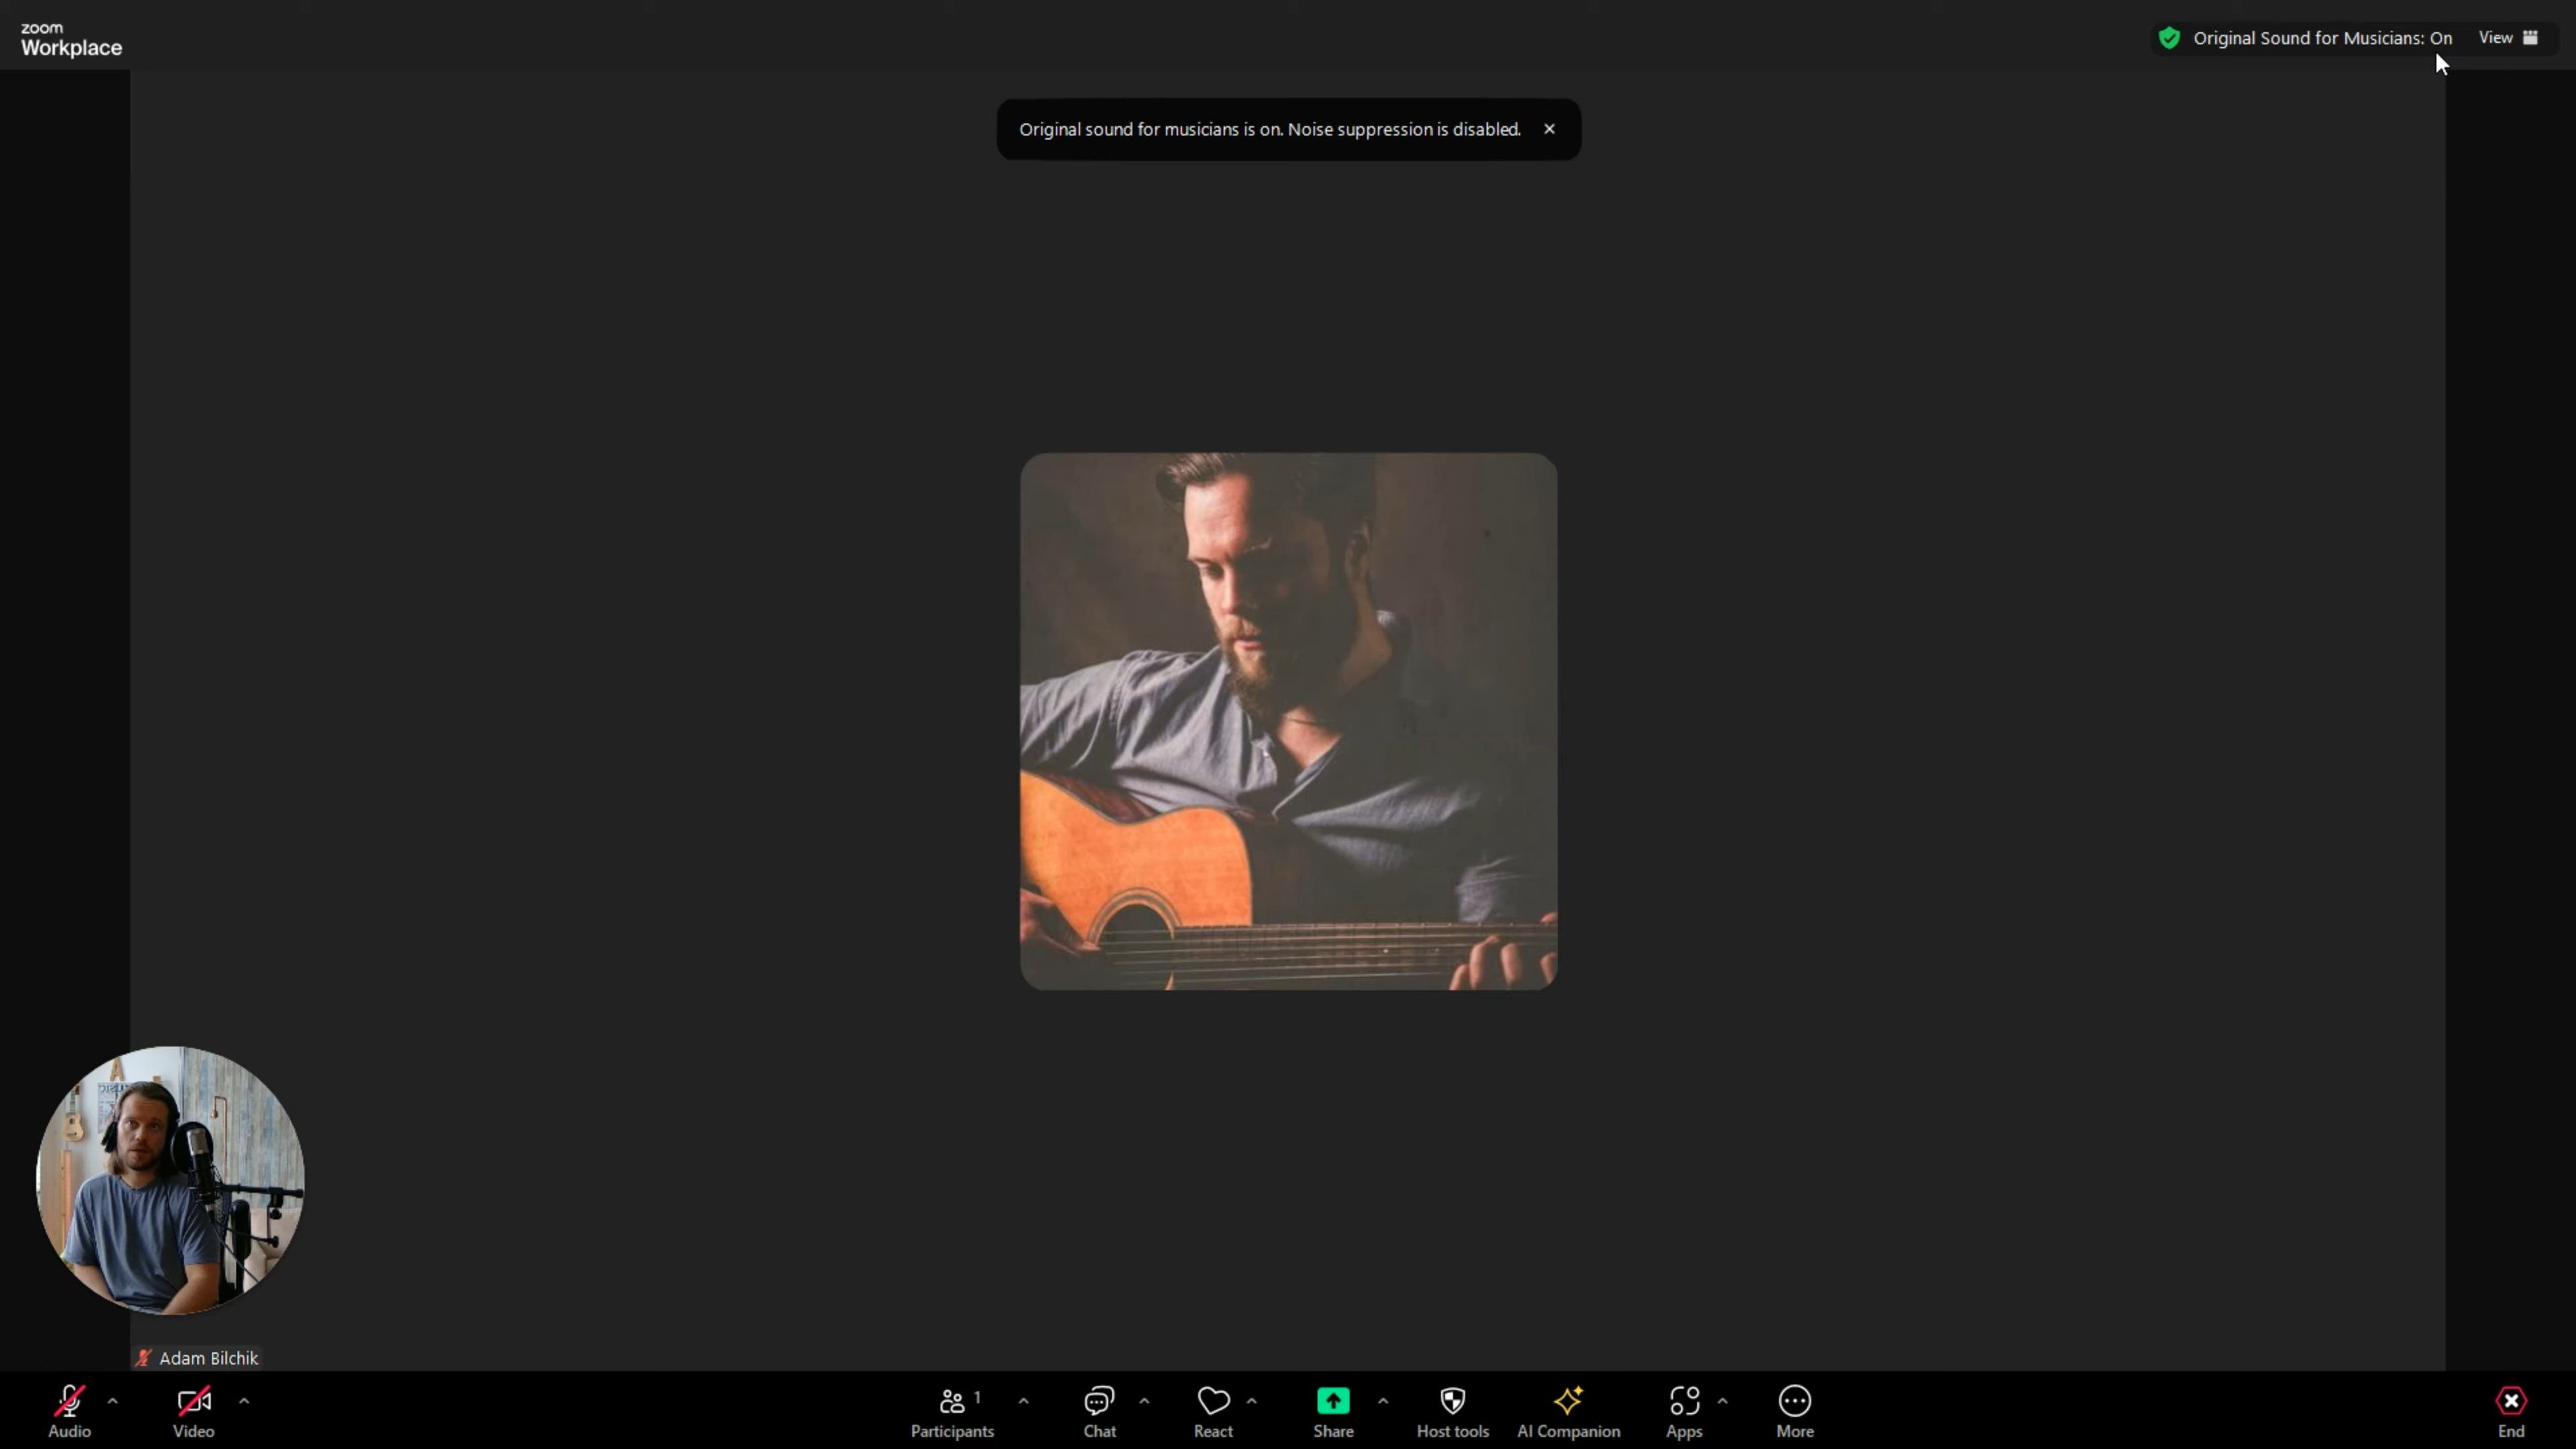 zoom
Workplace
Original Sound for Musicians: On
View
Original sound for musicians is on. Noise suppression is disabled.
Adam Bilchik
Audio
Video
Participants
1
Chat
React
Share
Host tools
AI Companion
Apps
More
End